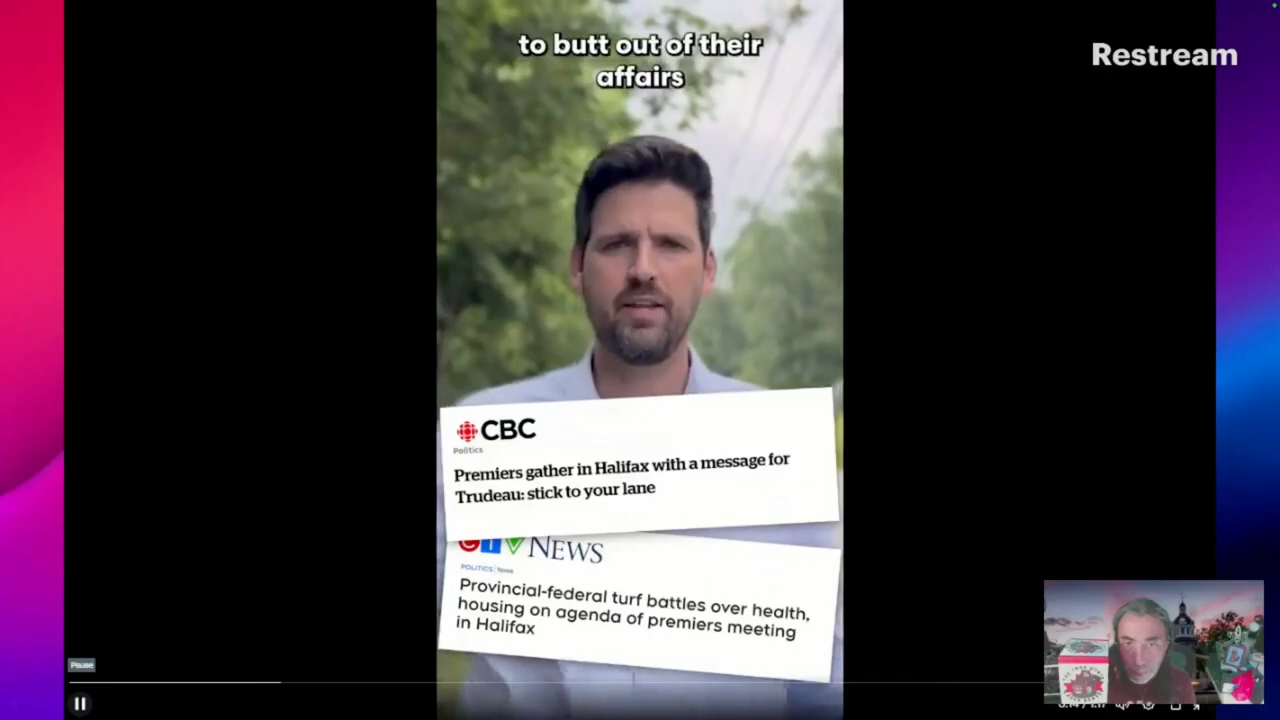 to butt out of their
affairs
Restream
CBC
Politics
Premiers gather in Halifax with a message for
Trudeau: stick to your lane
CTV NEWS
POLITICS | News
Provincial-federal turf battles over health,
housing on agenda of premiers meeting
in Halifax
Pause